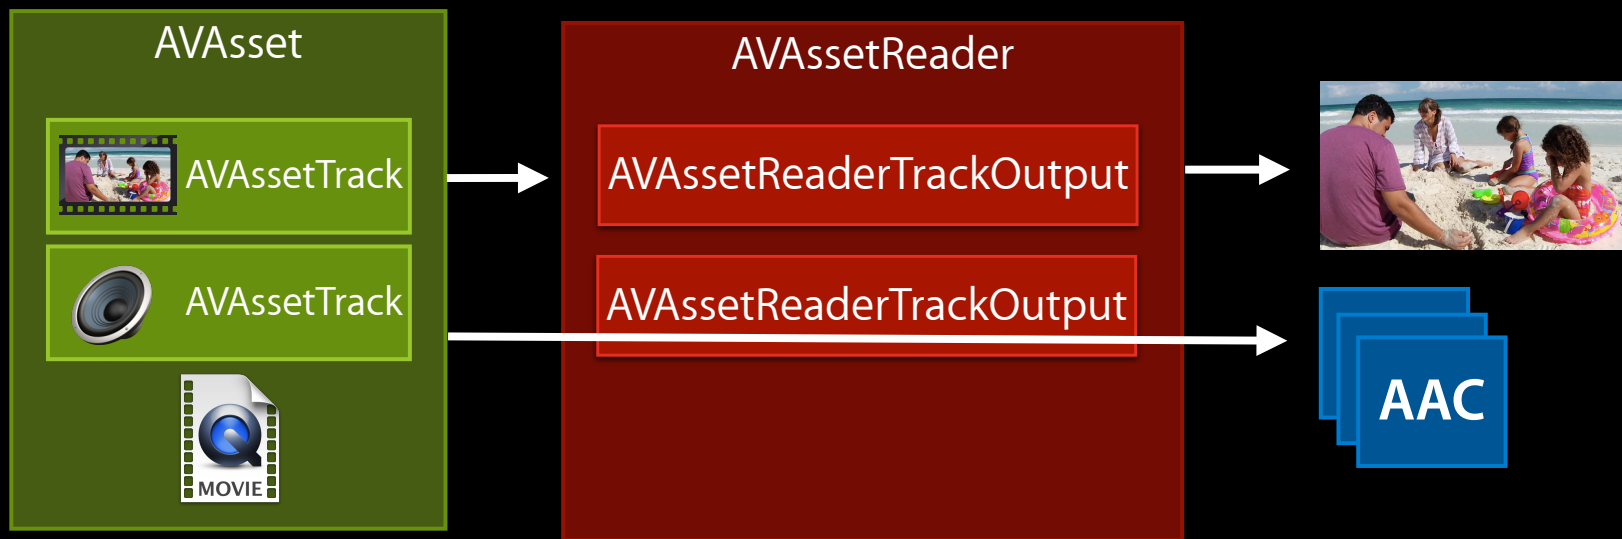 AVAsset
AVAssetTrack
AVAssetTrack
MOVIE
AVAssetReader
AVAssetReaderTrackOutput
AVAssetReaderTrackOutput
AAC